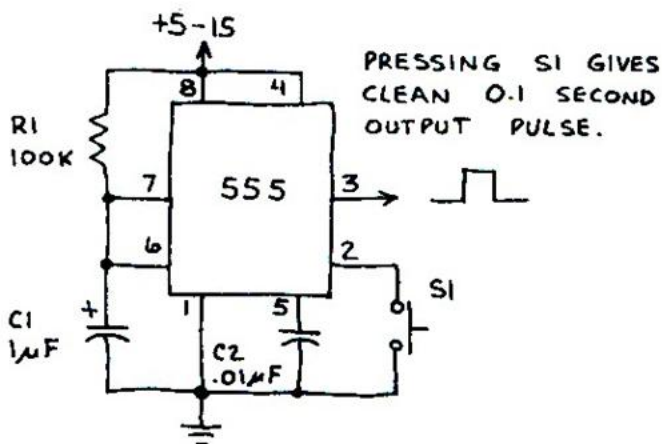 +5-15
PRESSING S1 GIVES
CLEAN 0.1 SECOND
OUTPUT PULSE.
8
4
R1
100K
7
555
3
6
2
S1
C1
+
1μF
1
5
C2
.01μF